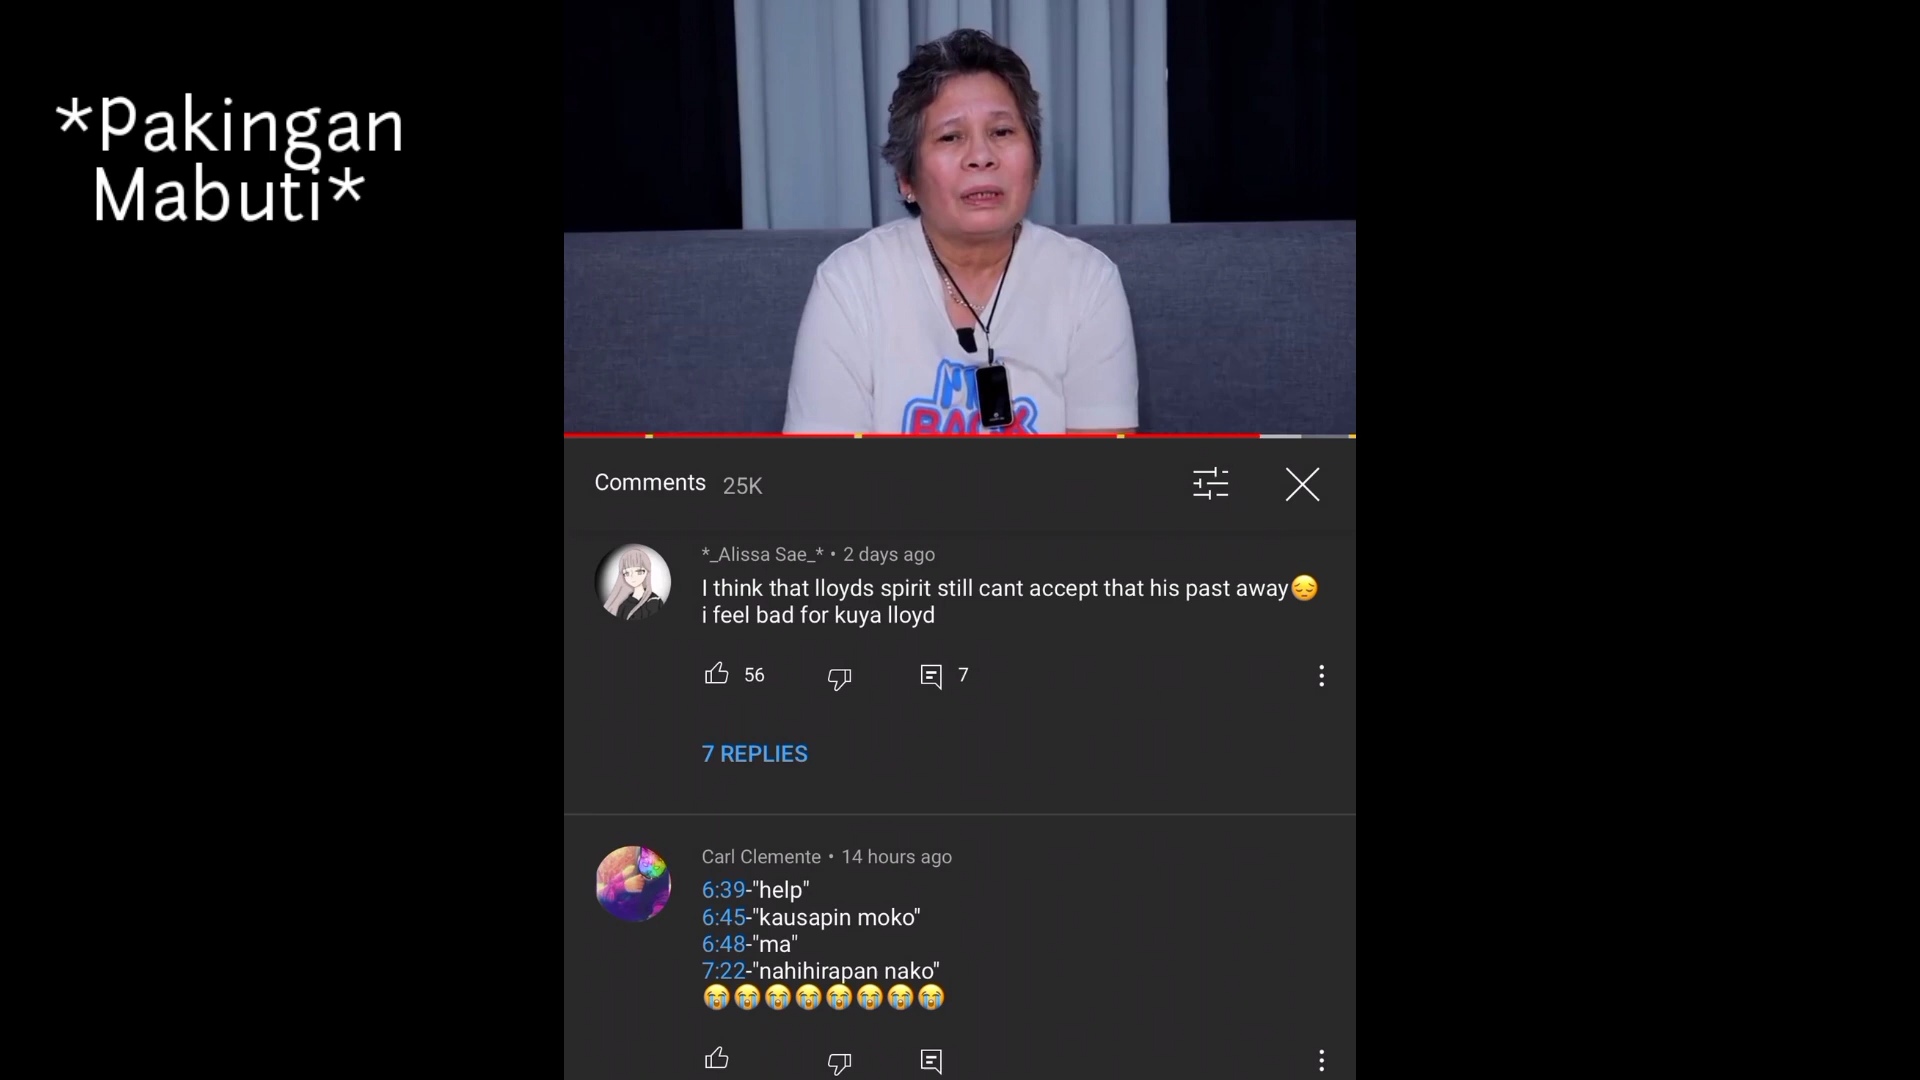 *Pakingan
Mabuti*
BACK
Comments 25K
*_Alissa Sae_* • 2 days ago
I think that lloyds spirit still cant accept that his past away😔
i feel bad for kuya lloyd
56 7
7 REPLIES
Carl Clemente • 14 hours ago
6:39-"help"
6:45-"kausapin moko"
6:48-"ma"
7:22-"nahihirapan nako"
😭😭😭😭😭😭😭😭